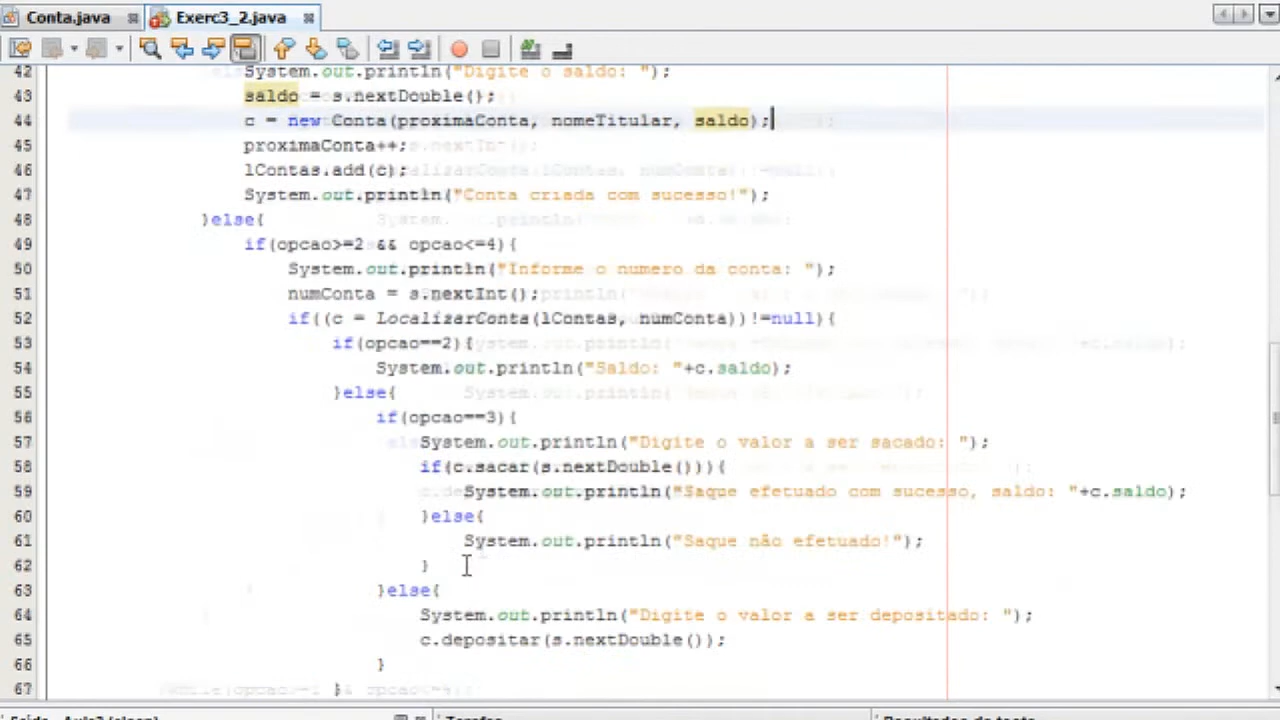 Conta.java
Exerc3_2.java
42 System.out.println("Digite o saldo: ");
43 saldo = s.nextDouble();
44 c = new Conta(proximaConta, nomeTitular, saldo);
45 proximaConta++;
46 lContas.add(c);
47 System.out.println("Conta criada com sucesso!");
48 }else{
49 if(opcao>=2 && opcao<=4){
50 System.out.println("Informe o numero da conta: ");
51 numConta = s.nextInt();
52 if((c = LocalizarConta(lContas, numConta))!=null){
53 if(opcao==2){
54 System.out.println("Saldo: "+c.saldo);
55 }else{
56 if(opcao==3){
57 System.out.println("Digite o valor a ser sacado: ");
58 if(c.sacar(s.nextDouble())){
59 System.out.println("Saque efetuado com sucesso, saldo: "+c.saldo);
60 }else{
61 System.out.println("Saque não efetuado!");
62 }
63 }else{
64 System.out.println("Digite o valor a ser depositado: ");
65 c.depositar(s.nextDouble());
66 }
67 }